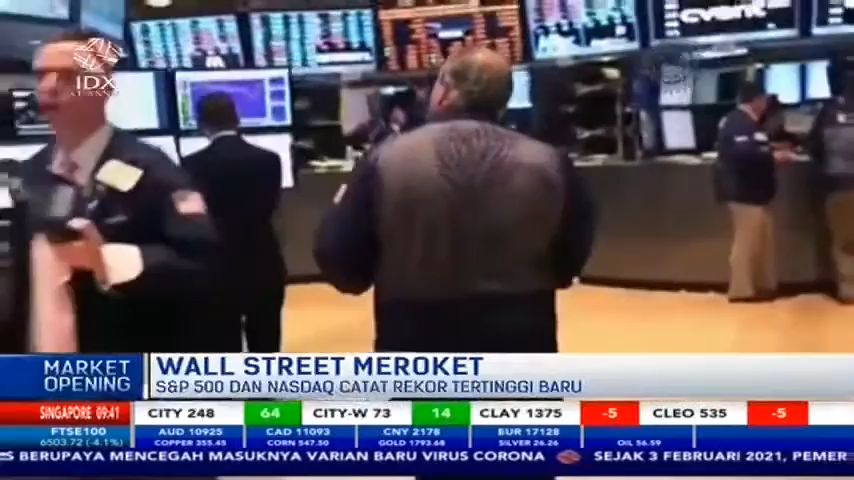 IDX
CHANNEL
MARKET
OPENING
WALL STREET MEROKET
S&P 500 DAN NASDAQ CATAT REKOR TERTINGGI BARU
SINGAPORE 09:41
CITY 248 64 CITY-W 73 14 CLAY 1375 -5 CLEO 535 -5
FTSE100
6503.72 (-4.1%)
AUD 10925 CAD 11093 CNY 2178 EUR 17128
COPPER 355.45 CORN 547.50 GOLD 1793.68 SILVER 26.26 OIL 56.59
S BERUPAYA MENCEGAH MASUKNYA VARIAN BARU VIRUS CORONA SEJAK 3 FEBRUARI 2021, PEMER